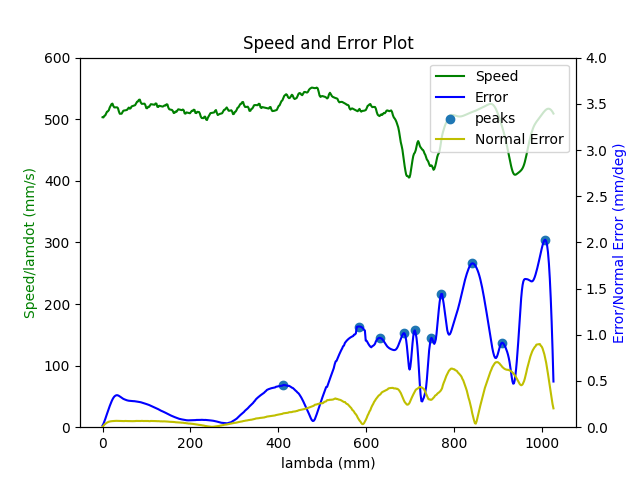 Speed and Error Plot
600
500
400
300
200
100
0
Speed/lamdot (mm/s)
4.0
3.5
3.0
2.5
2.0
1.5
1.0
0.5
0.0
Error/Normal Error (mm/deg)
Speed
Error
peaks
Normal Error
0
200
400
600
800
1000
lambda (mm)